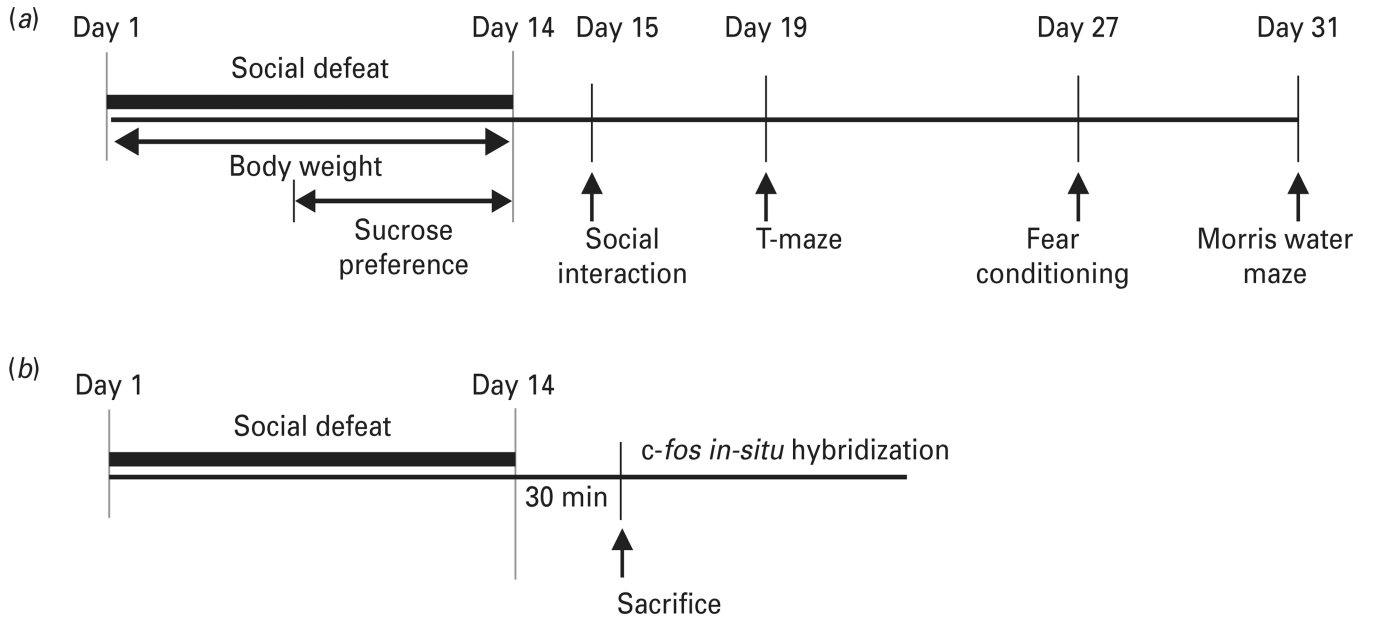 (a)
Day 1 Day 14 Day 15 Day 19 Day 27 Day 31
Social defeat
Body weight
Sucrose
preference
Social
interaction
T-maze
Fear
conditioning
Morris water
maze
(b)
Day 1 Day 14
Social defeat
c-fos in-situ hybridization
30 min
Sacrifice